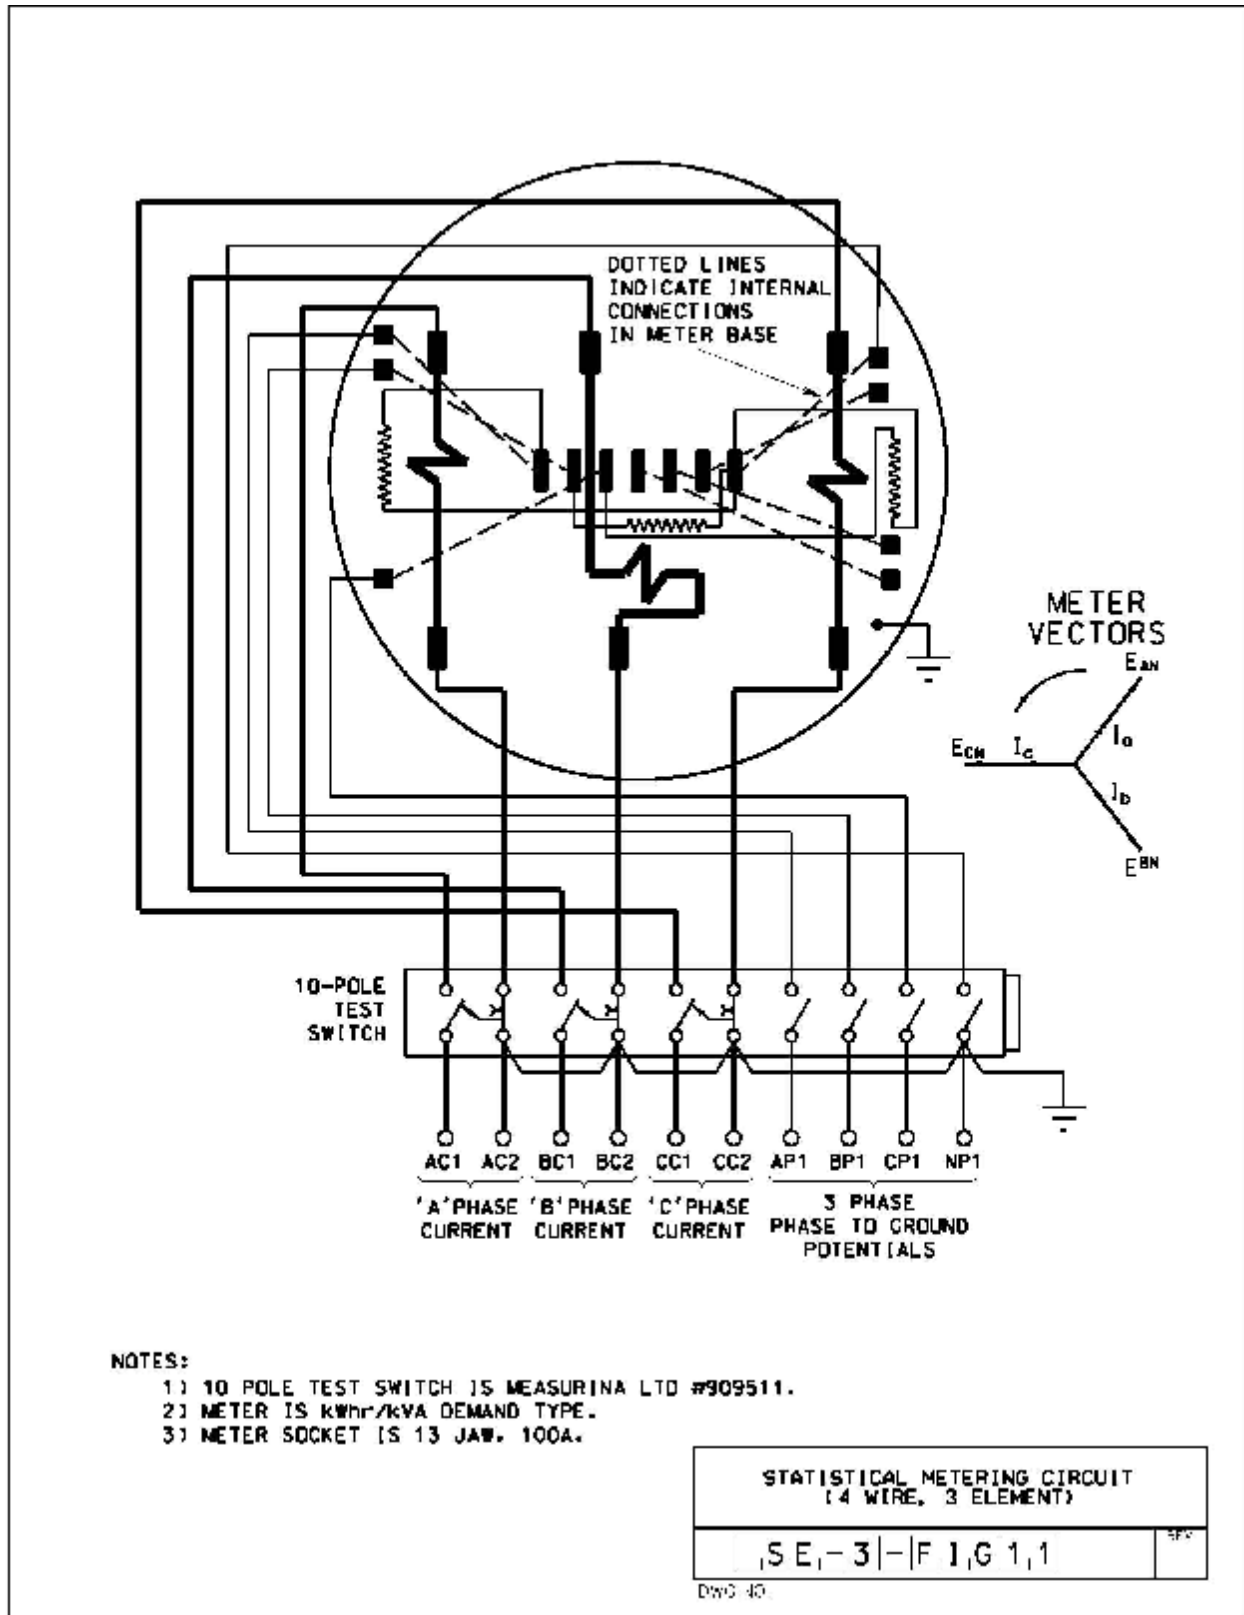 DOTTED LINES
INDICATE INTERNAL
CONNECTIONS
IN METER BASE
METER
VECTORS
EAN
ECN IC
Ia
Ib
EBN
10-POLE
TEST
SWITCH
AC1 AC2 BC1 BC2 CC1 CC2 AP1 BP1 CP1 NP1
'A' PHASE
CURRENT
'B' PHASE
CURRENT
'C' PHASE
CURRENT
3 PHASE
PHASE TO GROUND
POTENTIALS
NOTES:
1) 10 POLE TEST SWITCH IS MEASURINA LTD #909511.
2) METER IS kWhr/kVA DEMAND TYPE.
3) METER SOCKET IS 13 JAW. 100A.
STATISTICAL METERING CIRCUIT
(4 WIRE, 3 ELEMENT)
SE-3-FIG1,1
REV
DWG NO.